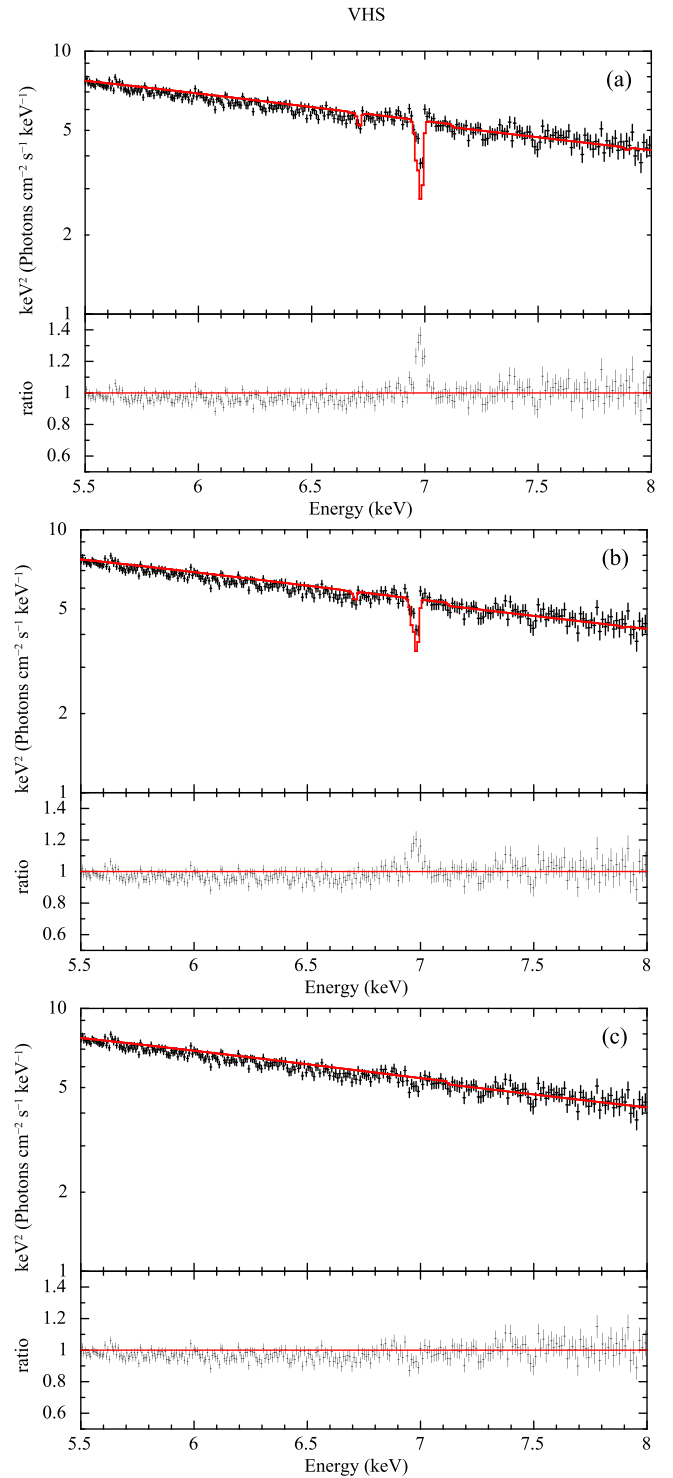 VHS
(a)
keV² (Photons cm⁻² s⁻¹ keV⁻¹)
10
5
2
1
ratio
1.4
1.2
1
0.8
0.6
5.5 6 6.5 7 7.5 8
Energy (keV)
(b)
keV² (Photons cm⁻² s⁻¹ keV⁻¹)
10
5
2
1
ratio
1.4
1.2
1
0.8
0.6
5.5 6 6.5 7 7.5 8
Energy (keV)
(c)
keV² (Photons cm⁻² s⁻¹ keV⁻¹)
10
5
2
1
ratio
1.4
1.2
1
0.8
0.6
5.5 6 6.5 7 7.5 8
Energy (keV)